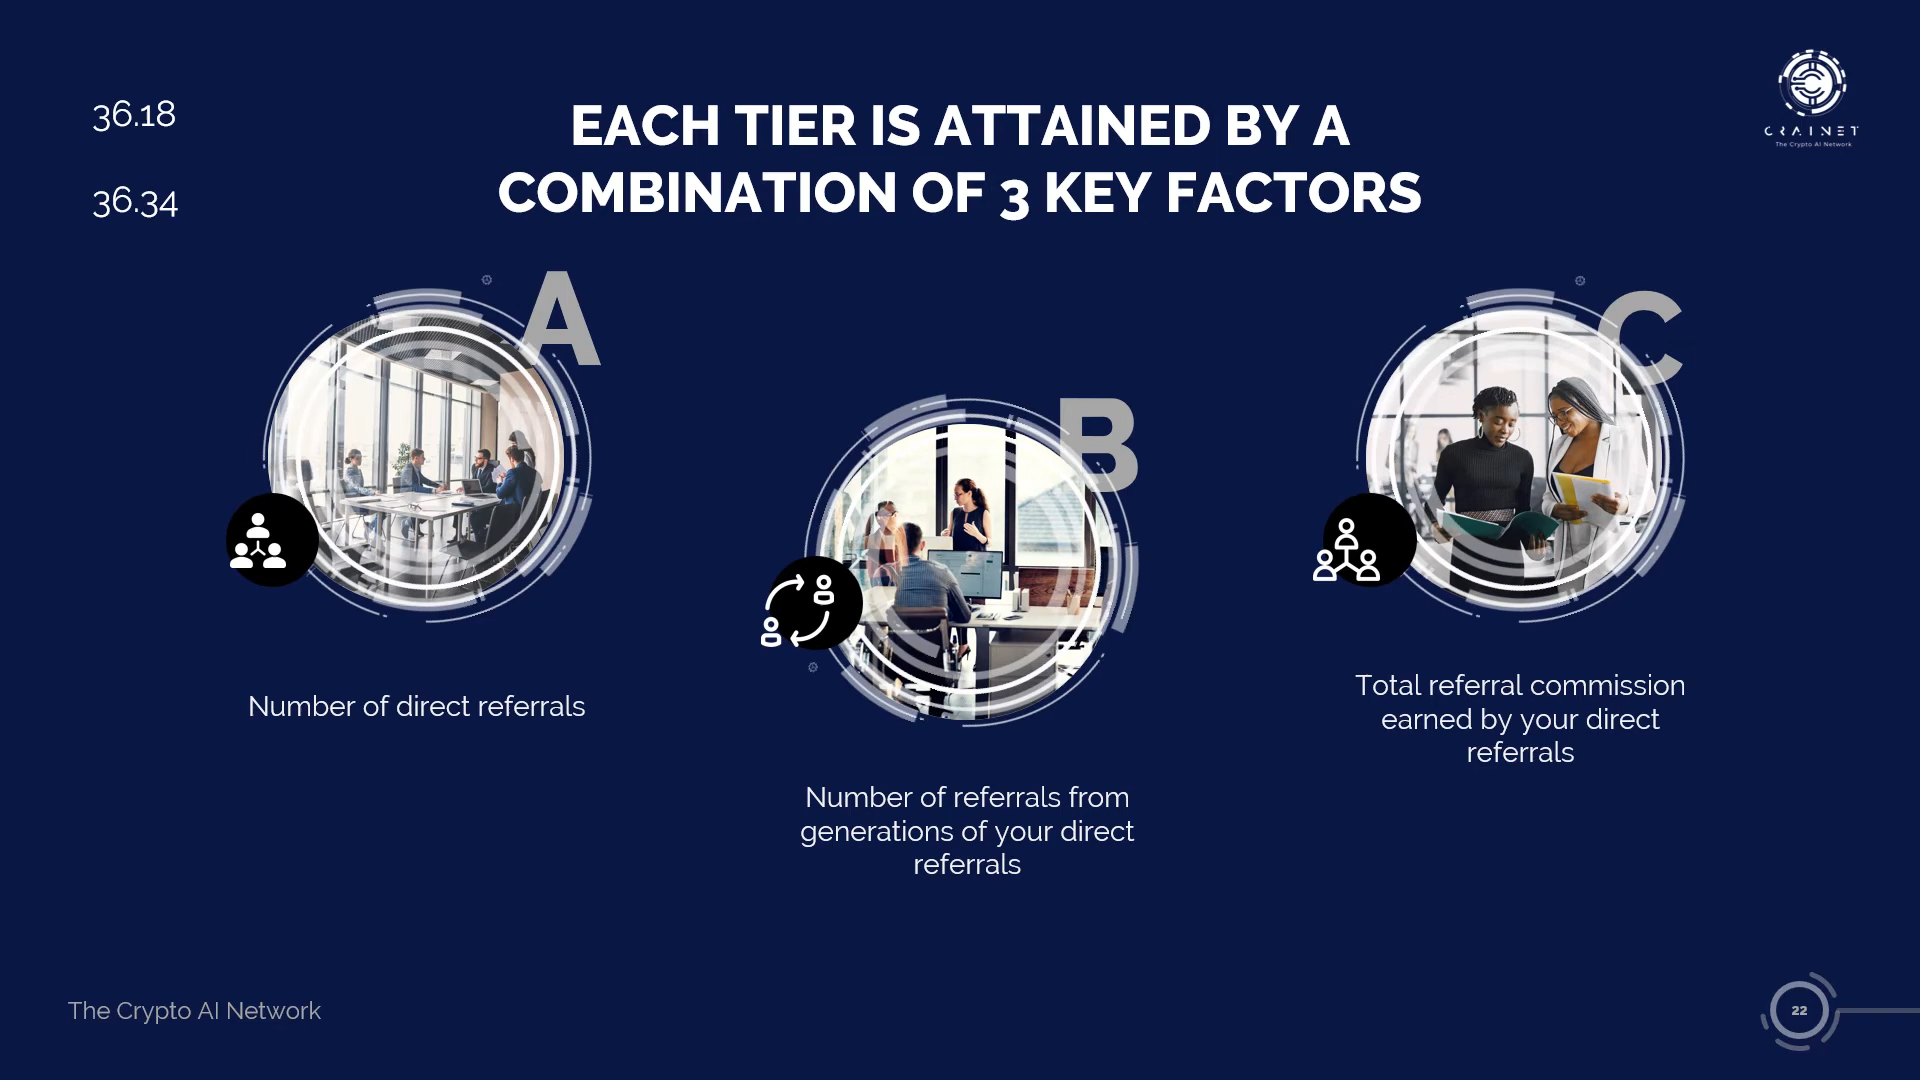 36.18
36.34
EACH TIER IS ATTAINED BY A
COMBINATION OF 3 KEY FACTORS
CRAINET
The Crypto AI Network
A
Number of direct referrals
B
Number of referrals from
generations of your direct
referrals
C
Total referral commission
earned by your direct
referrals
The Crypto AI Network
22